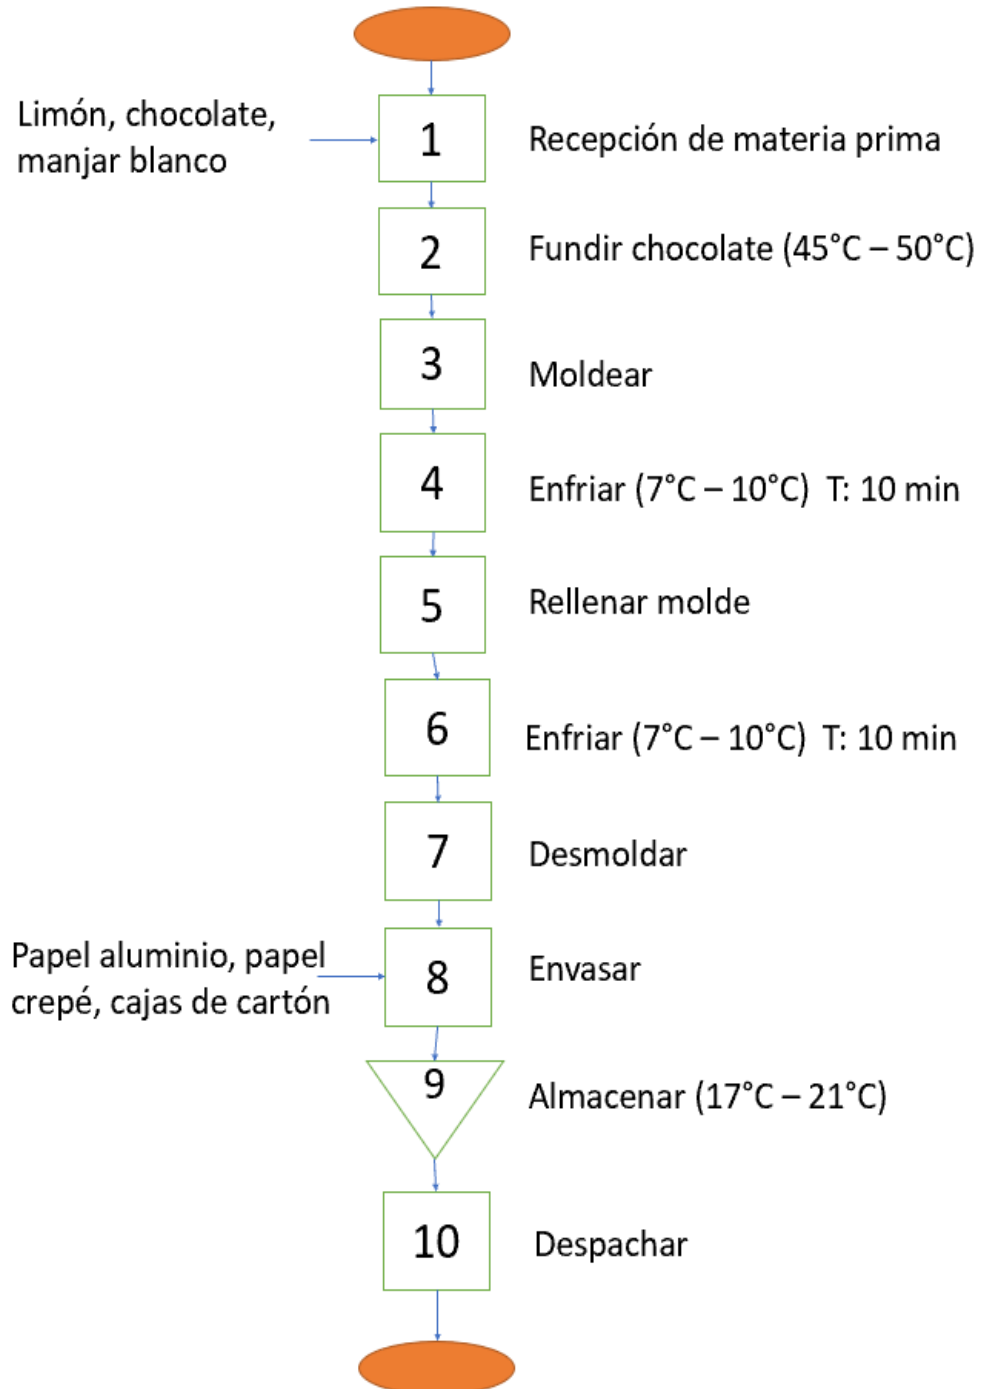 Limón, chocolate,
manjar blanco
1
Recepción de materia prima
2
Fundir chocolate (45°C – 50°C)
3
Moldear
4
Enfriar (7°C – 10°C)  T: 10 min
5
Rellenar molde
6
Enfriar (7°C – 10°C)  T: 10 min
7
Desmoldar
Papel aluminio, papel
crepé, cajas de cartón
8
Envasar
9
Almacenar (17°C – 21°C)
10
Despachar